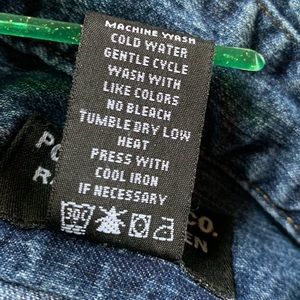 MACHINE WASH
COLD WATER
GENTLE CYCLE
WASH WITH
LIKE COLORS
NO BLEACH
TUMBLE DRY LOW
HEAT
PRESS WITH
COOL IRON
IF NECESSARY
30
CO.